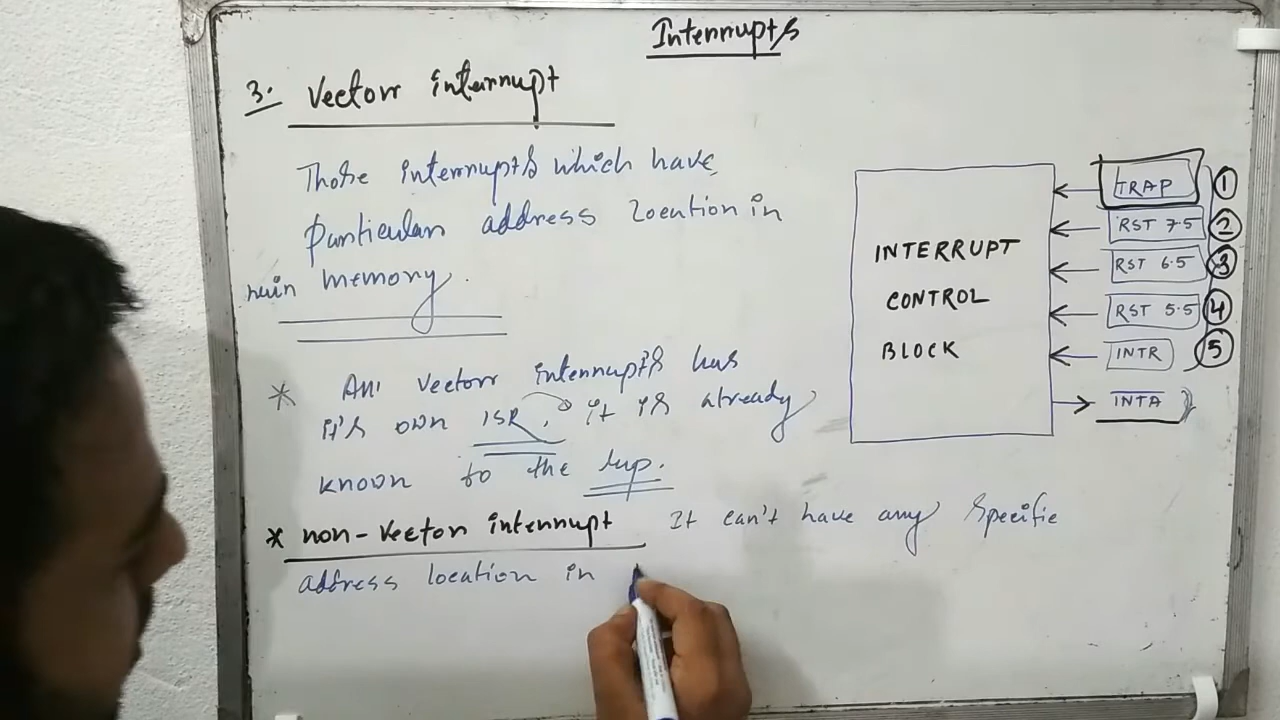 Interrupts
3. Vector interrupt
Those interrupts which have
particular address location in
main memory.
* All vector interrupts has
it's own ISR, it is already
known to the μp.
* non-vector interrupt It can't have any specific
address location in
INTERRUPT
CONTROL
BLOCK
TRAP 1
RST 7.5 2
RST 6.5 3
RST 5.5 4
INTR 5
INTA